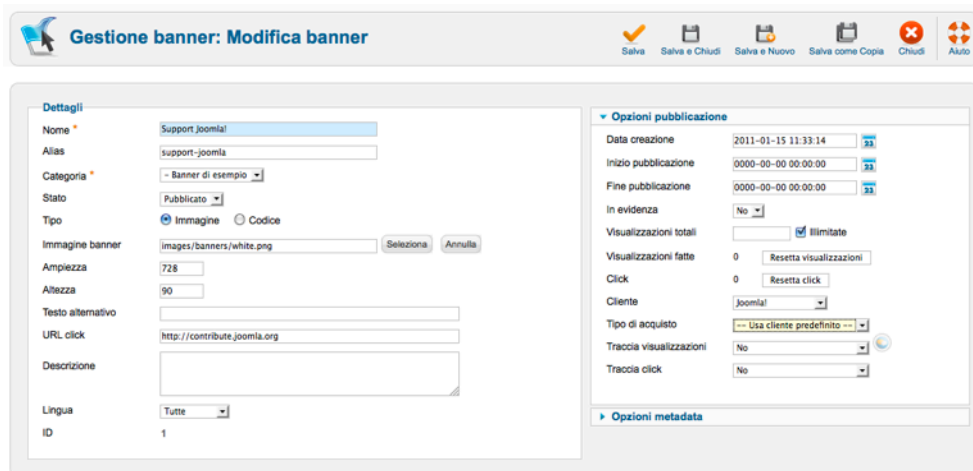 Gestione banner: Modifica banner
Salva
Salva e Chiudi
Salva e Nuovo
Salva come Copia
Chiudi
Aiuto
Dettagli
Nome *
Support Joomla!
Alias
support-joomla
Categoria *
- Banner di esempio
Stato
Pubblicato
Tipo
Immagine
Codice
Immagine banner
images/banners/white.png
Seleziona
Annulla
Ampiezza
728
Altezza
90
Testo alternativo
URL click
http://contribute.joomla.org
Descrizione
Lingua
Tutte
ID
1
Opzioni pubblicazione
Data creazione
2011-01-15 11:33:14
23
Inizio pubblicazione
0000-00-00 00:00:00
23
Fine pubblicazione
0000-00-00 00:00:00
23
In evidenza
No
Visualizzazioni totali
Illimitate
Visualizzazioni fatte
0
Resetta visualizzazioni
Click
0
Resetta click
Cliente
Joomla!
Tipo di acquisto
-- Usa cliente predefinito --
Traccia visualizzazioni
No
Traccia click
No
Opzioni metadata